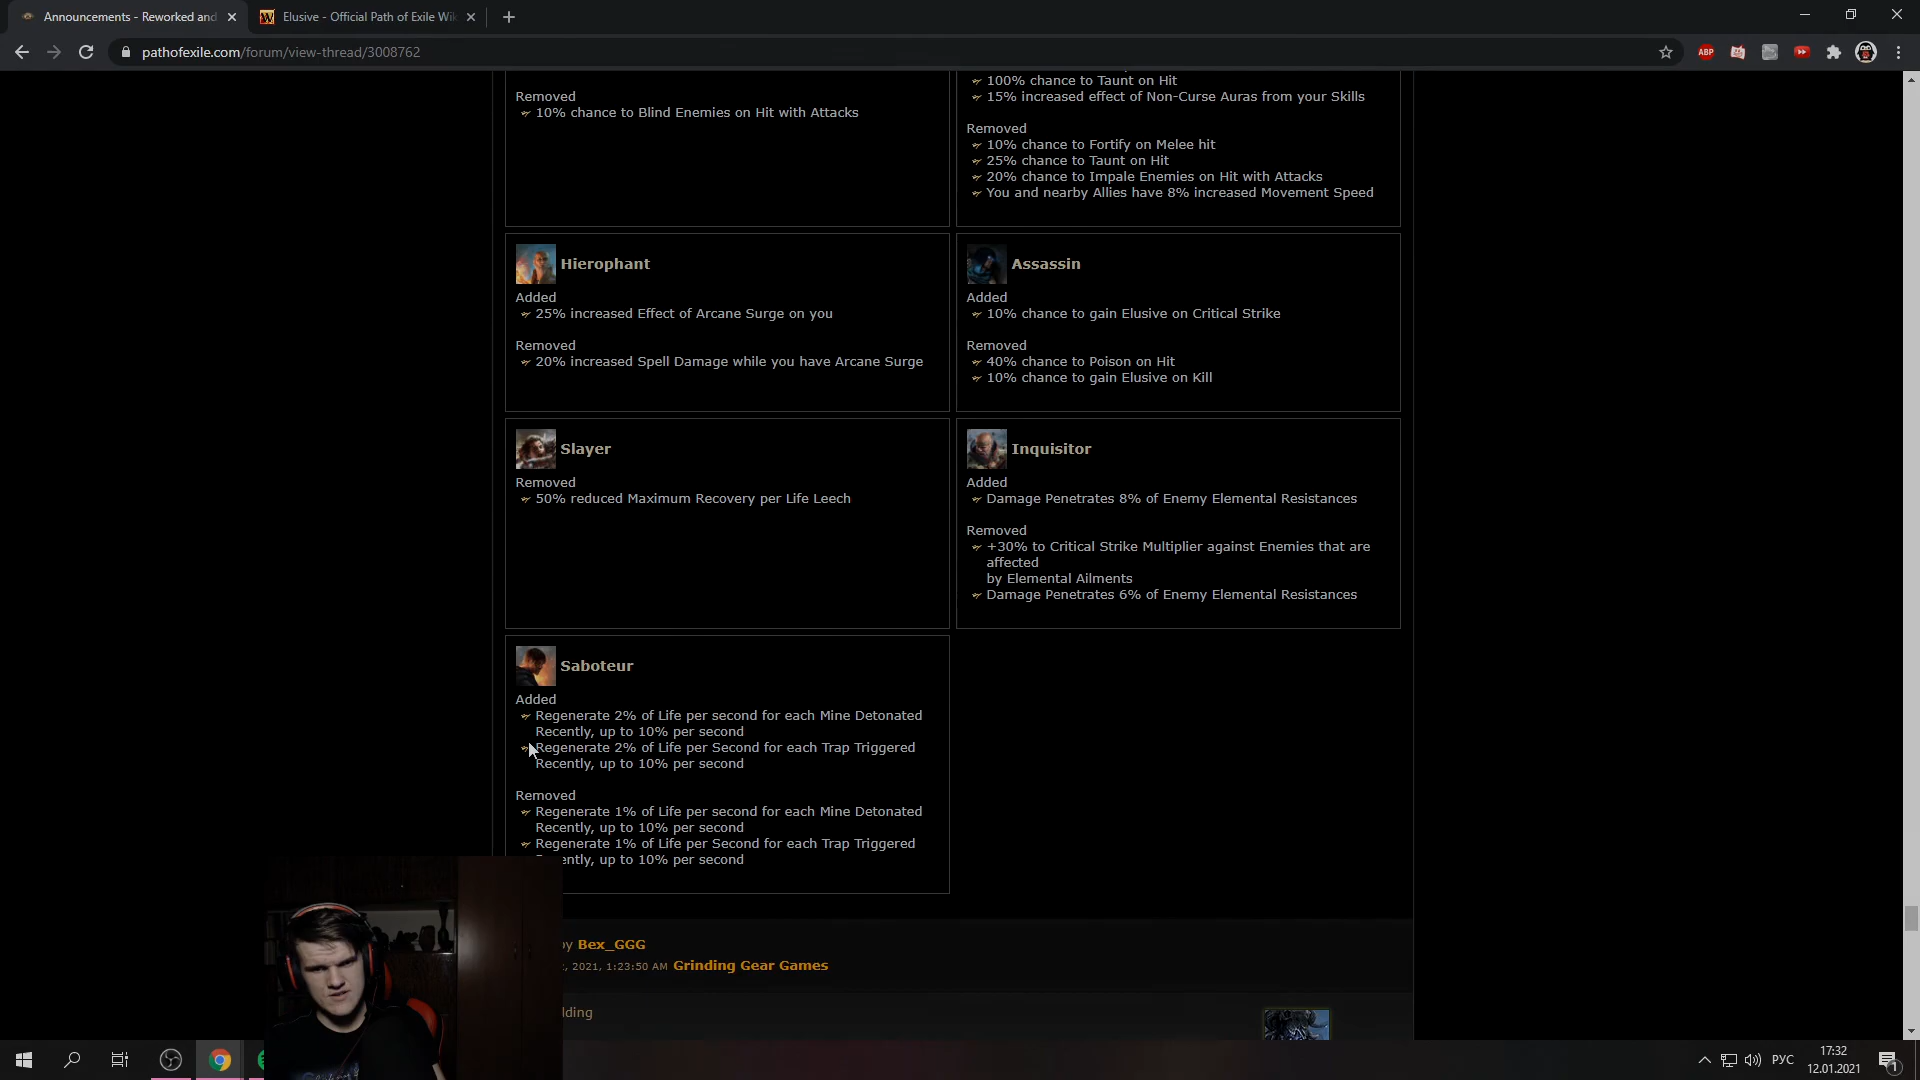 Announcements - Reworked and
Elusive - Official Path of Exile Wik
pathofexile.com/forum/view-thread/3008762
ABP
Removed
10% chance to Blind Enemies on Hit with Attacks
100% chance to Taunt on Hit
15% increased effect of Non-Curse Auras from your Skills
Removed
10% chance to Fortify on Melee hit
25% chance to Taunt on Hit
20% chance to Impale Enemies on Hit with Attacks
You and nearby Allies have 8% increased Movement Speed
Hierophant
Added
25% increased Effect of Arcane Surge on you
Removed
20% increased Spell Damage while you have Arcane Surge
Assassin
Added
10% chance to gain Elusive on Critical Strike
Removed
40% chance to Poison on Hit
10% chance to gain Elusive on Kill
Slayer
Removed
50% reduced Maximum Recovery per Life Leech
Inquisitor
Added
Damage Penetrates 8% of Enemy Elemental Resistances
Removed
+30% to Critical Strike Multiplier against Enemies that are
affected
by Elemental Ailments
Damage Penetrates 6% of Enemy Elemental Resistances
Saboteur
Added
Regenerate 2% of Life per second for each Mine Detonated
Recently, up to 10% per second
Regenerate 2% of Life per Second for each Trap Triggered
Recently, up to 10% per second
Removed
Regenerate 1% of Life per second for each Mine Detonated
Recently, up to 10% per second
Regenerate 1% of Life per Second for each Trap Triggered
ently, up to 10% per second
by Bex_GGG
, 2021, 1:23:50 AM Grinding Gear Games
lding
РУС
17:32
12.01.2021
1